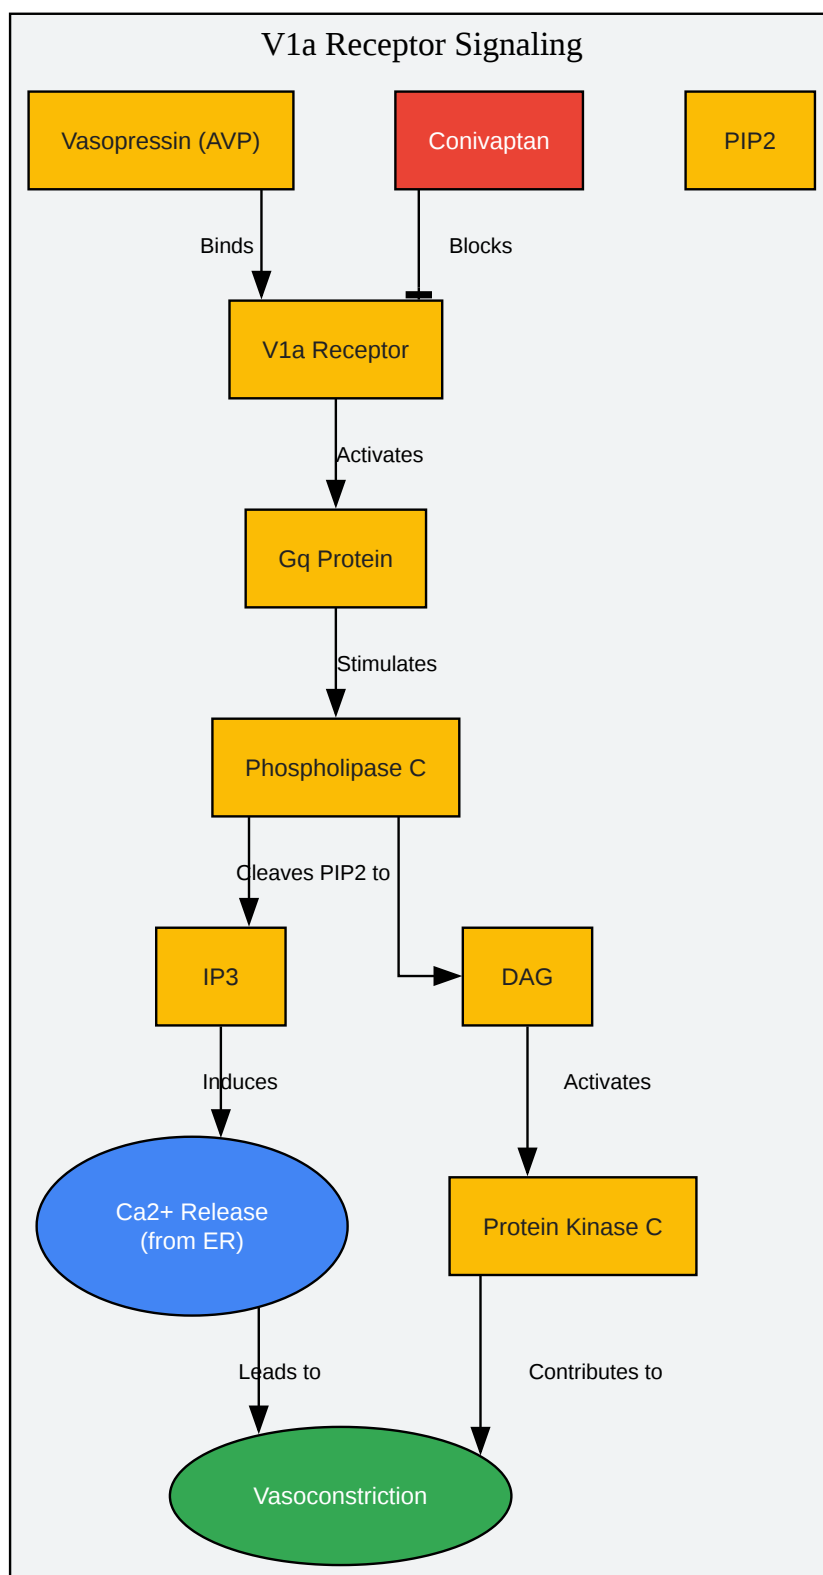 V1a Receptor Signaling
Vasopressin (AVP)
Conivaptan
PIP2
Binds
Blocks
V1a Receptor
Activates
Gq Protein
Stimulates
Phospholipase C
Cleaves PIP2 to
IP3
DAG
Induces
Activates
Ca2+ Release
(from ER)
Protein Kinase C
Leads to
Contributes to
Vasoconstriction